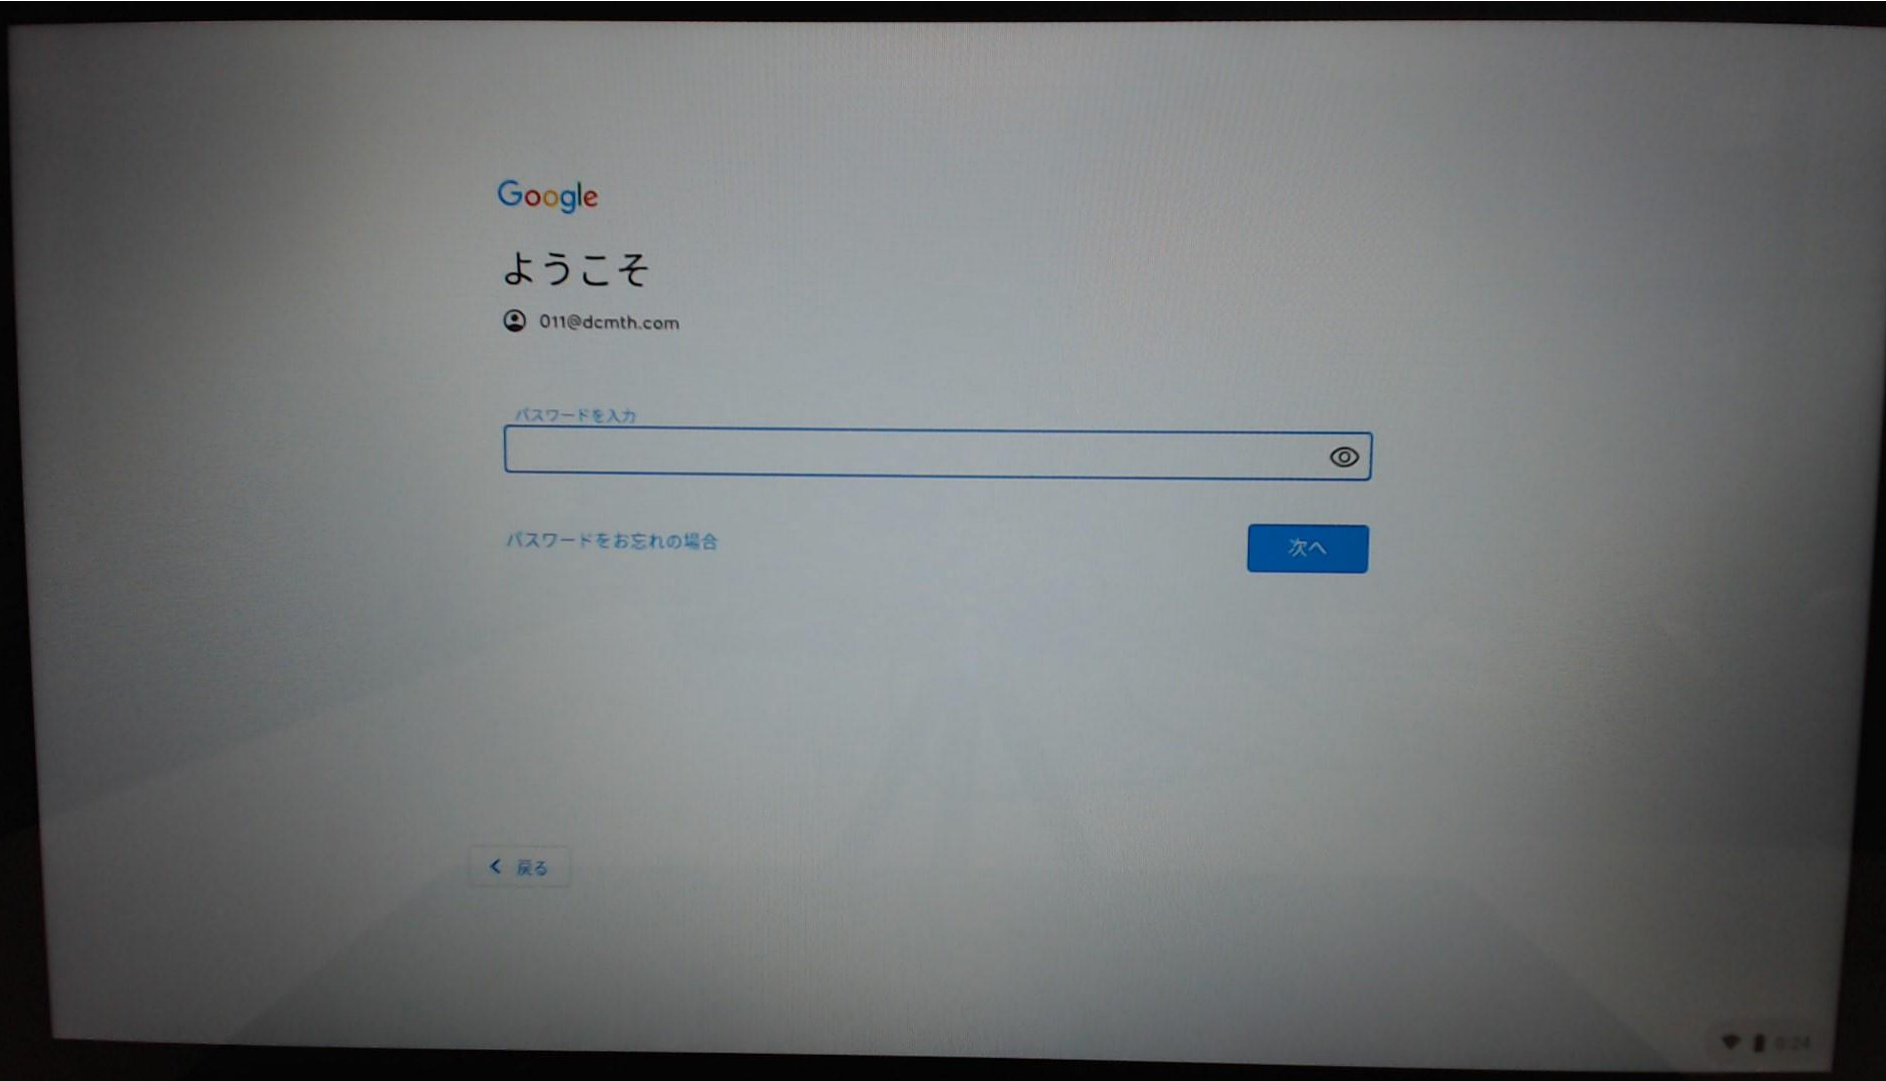 Google
ようこそ
011@dcmth.com
パスワードを入力
パスワードをお忘れの場合
次へ
戻る